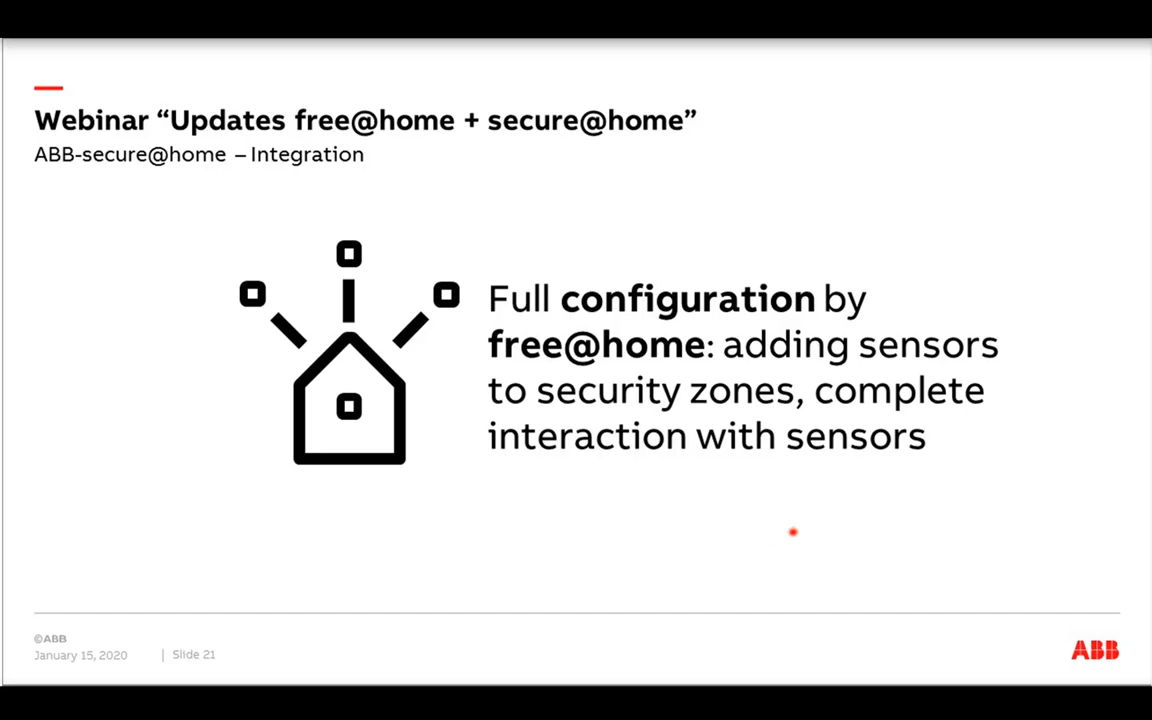 Webinar “Updates free@home + secure@home”
ABB-secure@home – Integration
Full configuration by
free@home: adding sensors
to security zones, complete
interaction with sensors
©ABB
January 15, 2020 | Slide 21
ABB